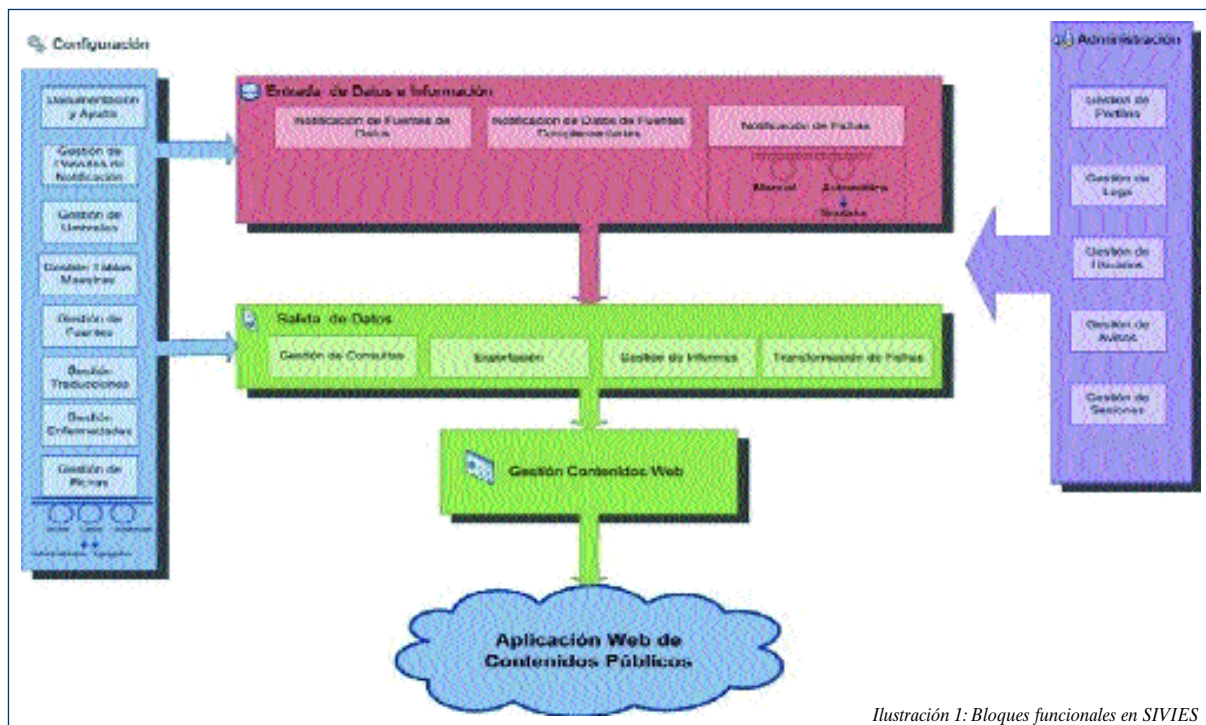 Configuración
Documentación
y Ayuda
Gestión de
Notificación
Gestión de
Umbrales
Gestión Tablas
Maestras
Gestión de
Fuentes
Gestión
Traducciones
Gestión
Enfermedades
Gestión de
Fichas
Entrada de Datos e Información
Notificación de Fuentes de
Datos
Notificación de Datos de Fuentes
Complementarias
Notificación de Fichas
Manual
Automática
Salida de Datos
Gestión de Consultas
Exportación
Gestión de Informes
Transformación de Fichas
Gestión Contenidos Web
Aplicación Web de
Contenidos Públicos
Administración
Gestión de
Perfiles
Gestión de
Logs
Gestión de
Usuarios
Gestión de
Avisos
Gestión de
Sesiones
Ilustración 1: Bloques funcionales en SIVIES